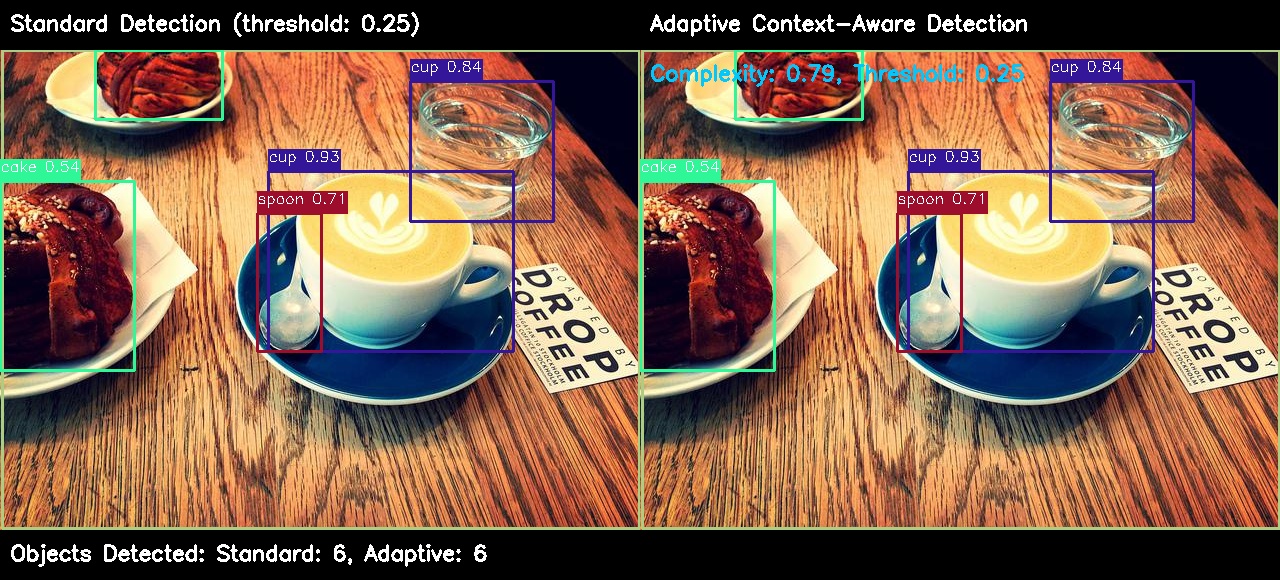 Standard Detection (threshold: 0.25)
Adaptive Context-Aware Detection
cup 0.84
cake 0.54
cup 0.93
spoon 0.71
ROASTED BY
DROP
COFFEE
STOCKHOLM
Complexity: 0.79, Threshold: 0.25
cup 0.84
cake 0.54
cup 0.93
spoon 0.71
ROASTED BY
DROP
COFFEE
STOCKHOLM
Objects Detected: Standard: 6, Adaptive: 6